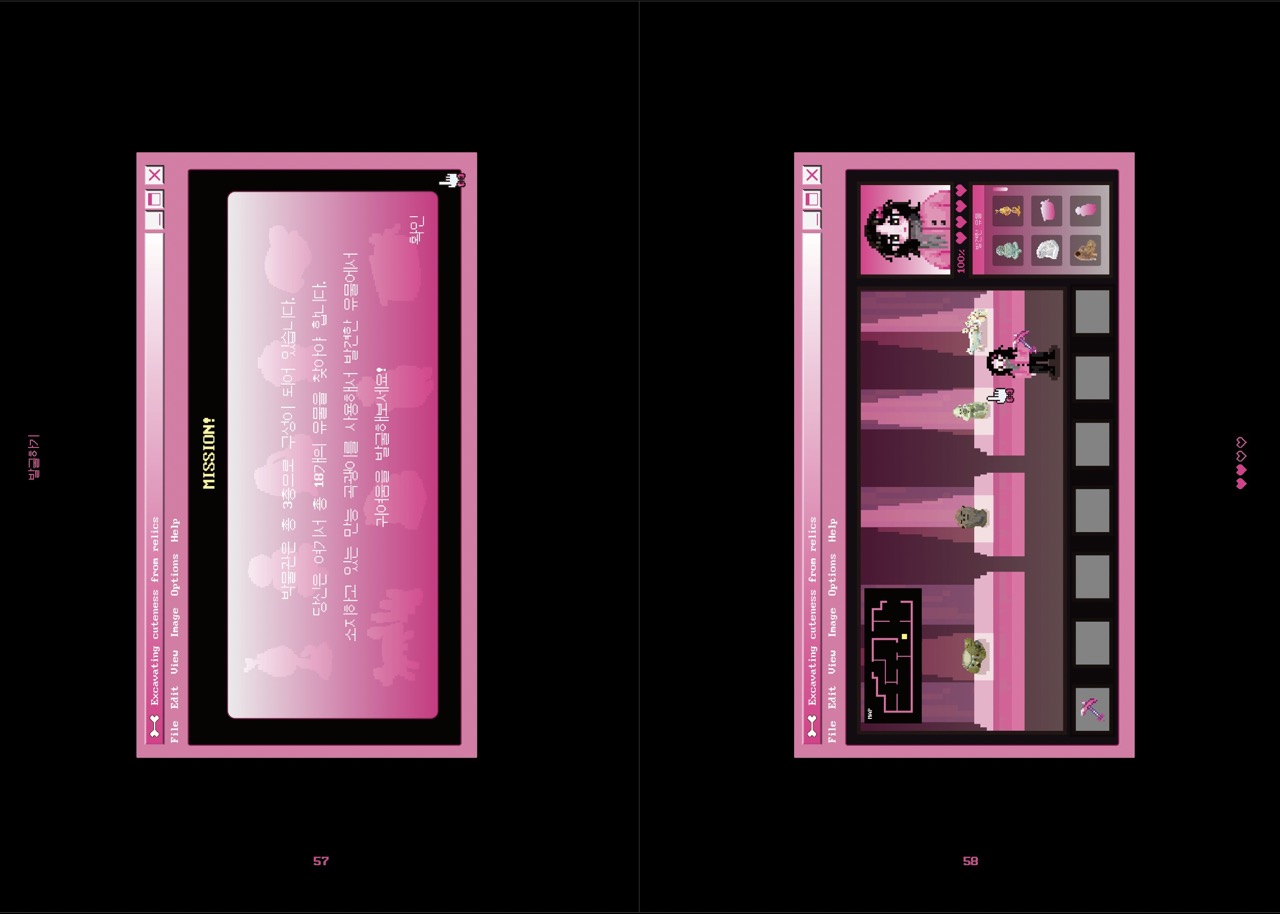 발굴하기
Excavating cuteness from relics
File Edit View Image Options Help
MISSION!
박물관은 총 3층으로 구성이 되어 있습니다.
당신은 여기서 총 18개의 유물을 찾아야 합니다.
소지하고 있는 만능 곡괭이를 사용해서 발견한 유물에서
귀여움을 발굴해보세요!
확인
57
Excavating cuteness from relics
File Edit View Image Options Help
MAP
100%
발견한 유물
58